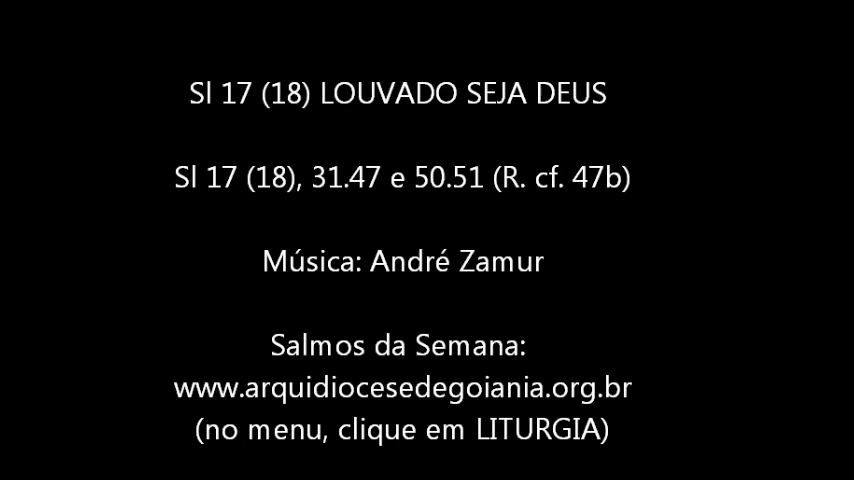 Sl 17 (18) LOUVADO SEJA DEUS
Sl 17 (18), 31.47 e 50.51 (R. cf. 47b)
Música: André Zamur
Salmos da Semana:
www.arquidiocesedegoiania.org.br
(no menu, clique em LITURGIA)